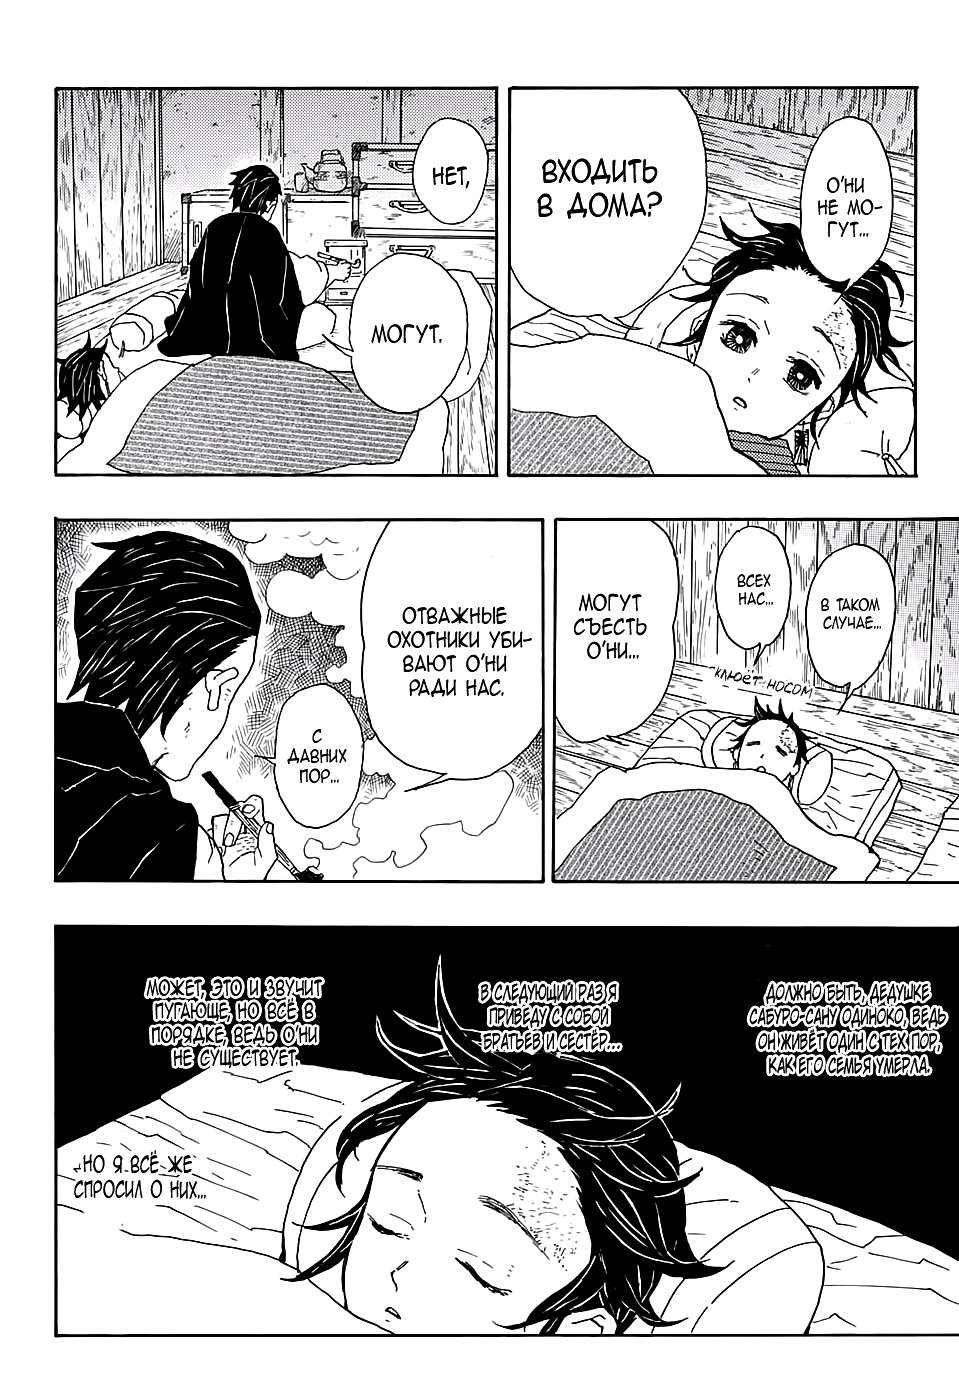 О'НИ
НЕ МО-
ГУТ...
ВХОДИТЬ
В ДОМА?
НЕТ,
МОГУТ.
В ТАКОМ
СЛУЧАЕ...
ВСЕХ
НАС...
КЛЮЁТ НОСОМ
МОГУТ
СЪЕСТЬ
О'НИ...
ОТВАЖНЫЕ
ОХОТНИКИ УБИ-
ВАЮТ О'НИ
РАДИ НАС.
С
ДАВНИХ
ПОР...
ДОЛЖНО БЫТЬ, ДЕДУШКЕ
САБУРО-САНУ ОДИНОКО, ВЕДЬ
ОН ЖИВЁТ ОДИН С ТЕХ ПОР,
КАК ЕГО СЕМЬЯ УМЕРЛА.
В СЛЕДУЮЩИЙ РАЗ Я
ПРИВЕДУ С СОБОЙ
БРАТЬЕВ И СЕСТЁР...
МОЖЕТ, ЭТО И ЗВУЧИТ
ПУГАЮЩЕ, НО ВСЁ В
ПОРЯДКЕ, ВЕДЬ О'НИ
НЕ СУЩЕСТВУЕТ.
...НО Я ВСЁ ЖЕ
СПРОСИЛ О НИХ...